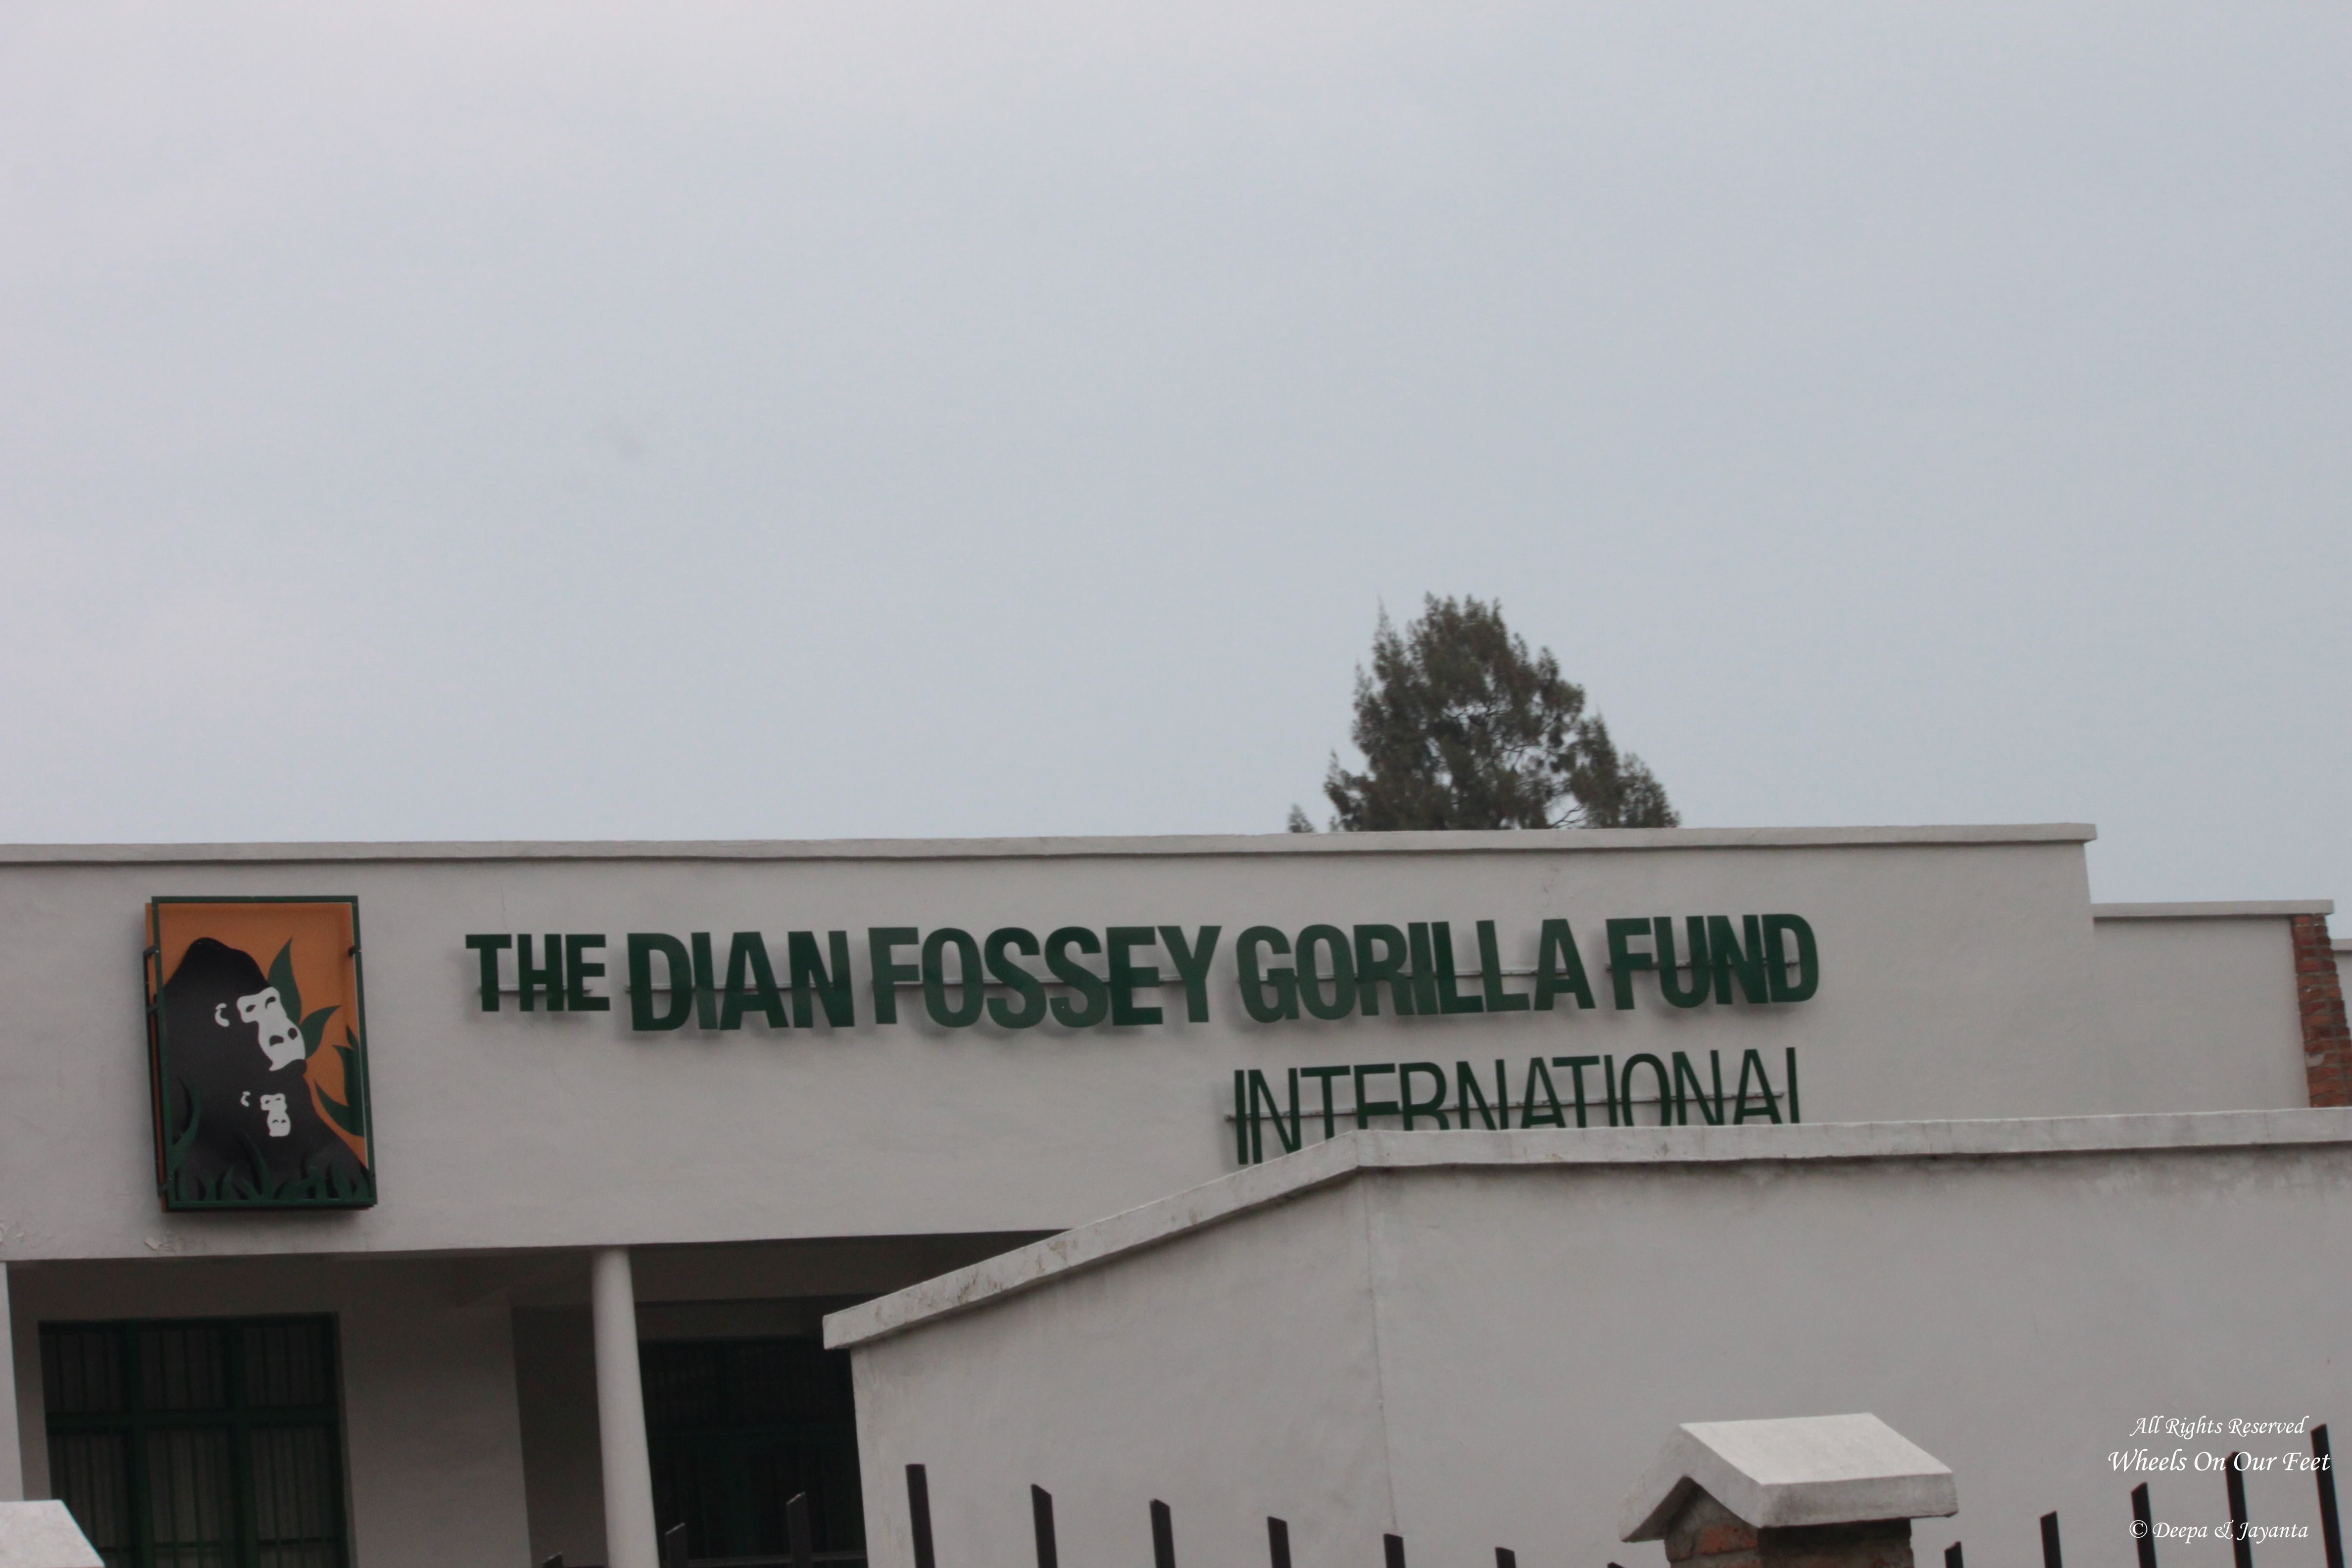 THE DIAN FOSSEY GORILLA FUND
INTERNATIONAL
All Rights Reserved
Wheels On Our Feet
© Deepa & Jayanta